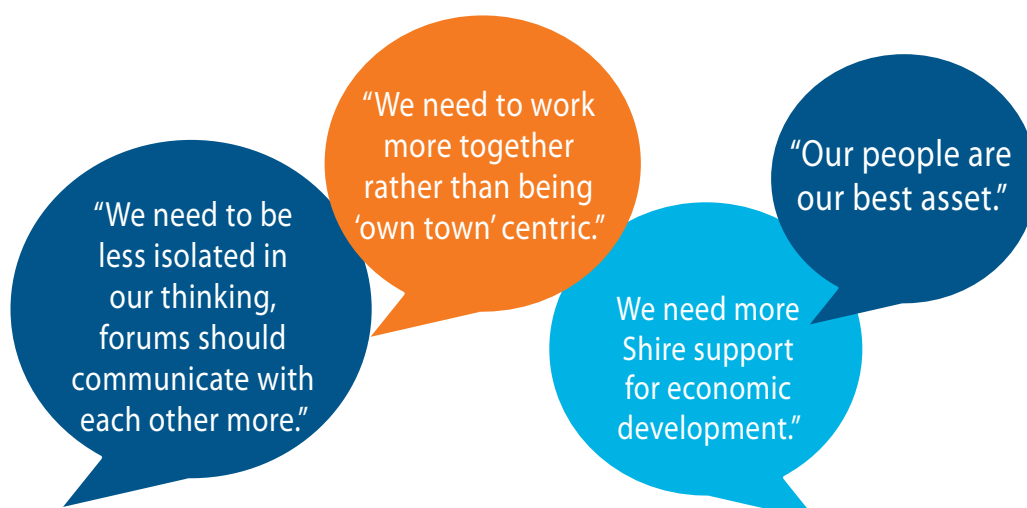 “We need to be
less isolated in
our thinking,
forums should
communicate with
each other more.”
“We need to work
more together
rather than being
‘own town’ centric.”
We need more
Shire support
for economic
development.”
“Our people are
our best asset.”